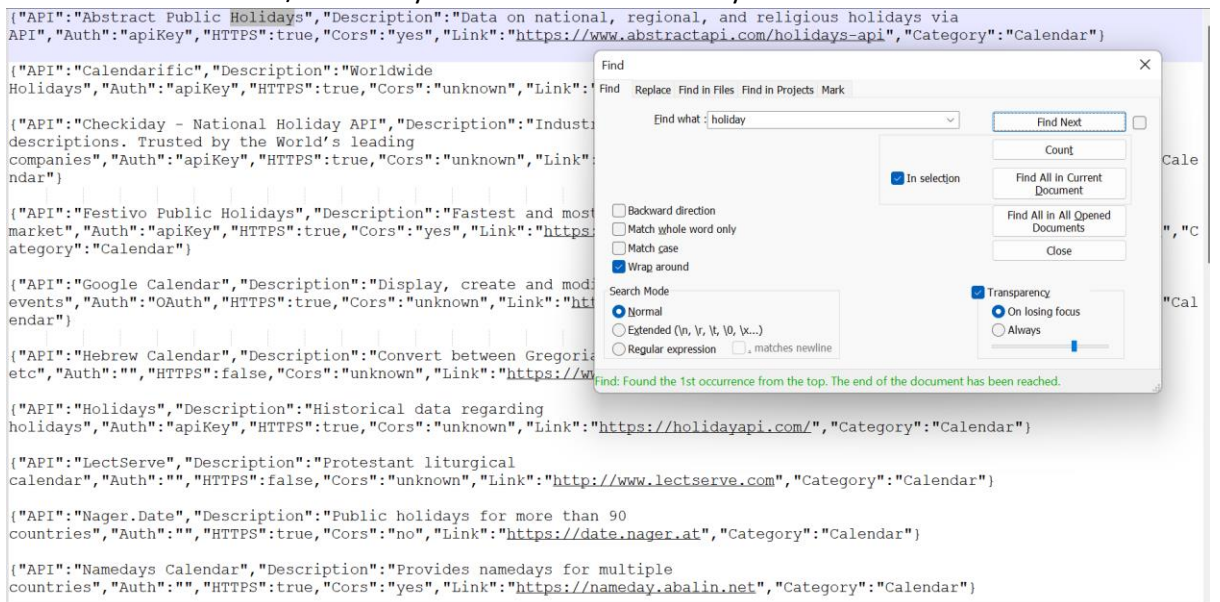 {"API":"Abstract Public Holidays","Description":"Data on national, regional, and religious holidays via
API","Auth":"apiKey","HTTPS":true,"Cors":"yes","Link":"https://www.abstractapi.com/holidays-api","Category":"Calendar"}
{"API":"Calendarific","Description":"Worldwide
Holidays","Auth":"apiKey","HTTPS":true,"Cors":"unknown","Link":"
{"API":"Checkiday - National Holiday API","Description":"Industr
descriptions. Trusted by the World's leading
companies","Auth":"apiKey","HTTPS":true,"Cors":"unknown","Link": Cale
ndar"}
{"API":"Festivo Public Holidays","Description":"Fastest and most
market","Auth":"apiKey","HTTPS":true,"Cors":"yes","Link":"https: ","C
ategory":"Calendar"}
{"API":"Google Calendar","Description":"Display, create and modi
events","Auth":"OAuth","HTTPS":true,"Cors":"unknown","Link":"htt "Cal
endar"}
{"API":"Hebrew Calendar","Description":"Convert between Gregoria
etc","Auth":"","HTTPS":false,"Cors":"unknown","Link":"https://ww
{"API":"Holidays","Description":"Historical data regarding
holidays","Auth":"apiKey","HTTPS":true,"Cors":"unknown","Link":"https://holidayapi.com/","Category":"Calendar"}
{"API":"LectServe","Description":"Protestant liturgical
calendar","Auth":"","HTTPS":false,"Cors":"unknown","Link":"http://www.lectserve.com","Category":"Calendar"}
{"API":"Nager.Date","Description":"Public holidays for more than 90
countries","Auth":"","HTTPS":true,"Cors":"no","Link":"https://date.nager.at","Category":"Calendar"}
{"API":"Namedays Calendar","Description":"Provides namedays for multiple
countries","Auth":"","HTTPS":true,"Cors":"yes","Link":"https://nameday.abalin.net","Category":"Calendar"}
Find
Find Replace Find in Files Find in Projects Mark
Find what : holiday
Find Next
Count
In selection
Find All in Current
Document
Find All in All Opened
Documents
Close
Backward direction
Match whole word only
Match case
Wrap around
Search Mode
Normal
Extended (\n, \r, \t, \0, \x...)
Regular expression . matches newline
Transparency
On losing focus
Always
Find: Found the 1st occurrence from the top. The end of the document has been reached.